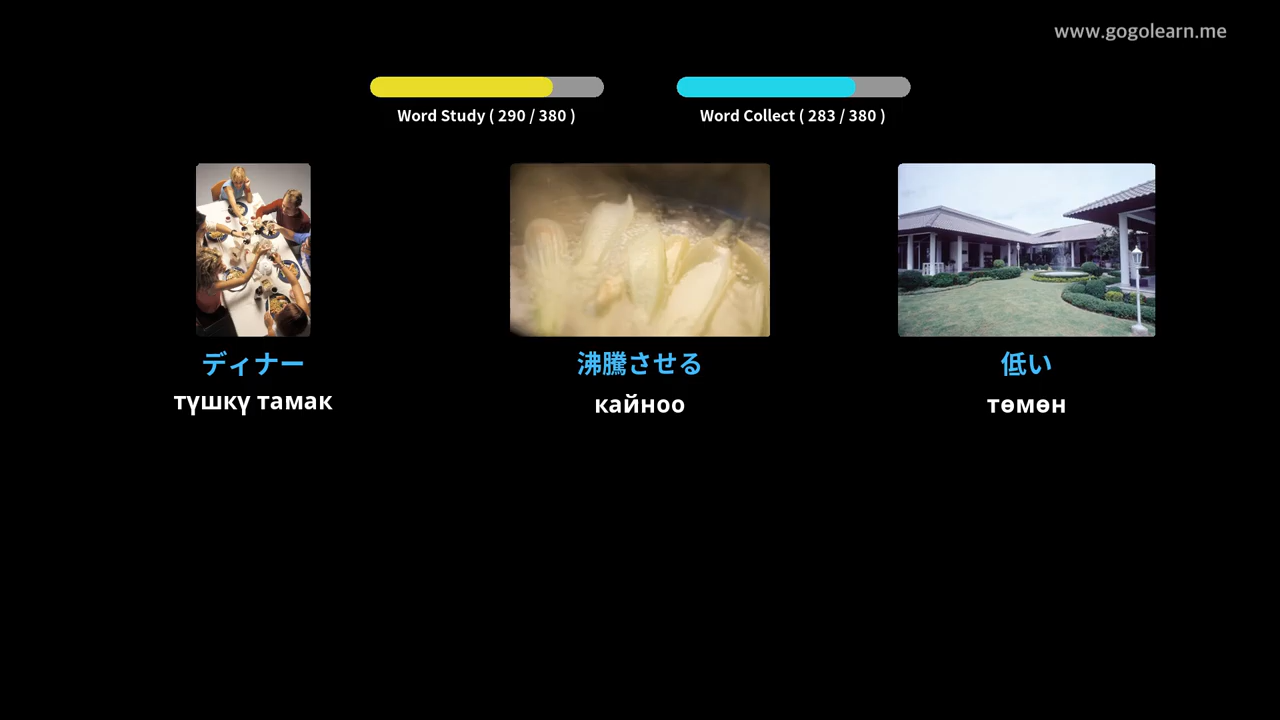 www.gogolearn.me
Word Study ( 290 / 380 )
Word Collect ( 283 / 380 )
ディナー
түшкү тамак
沸騰させる
кайноо
低い
төмөн